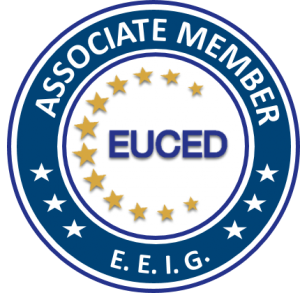 ASSOCIATE MEMBER
EUCED
E. E. I. G.